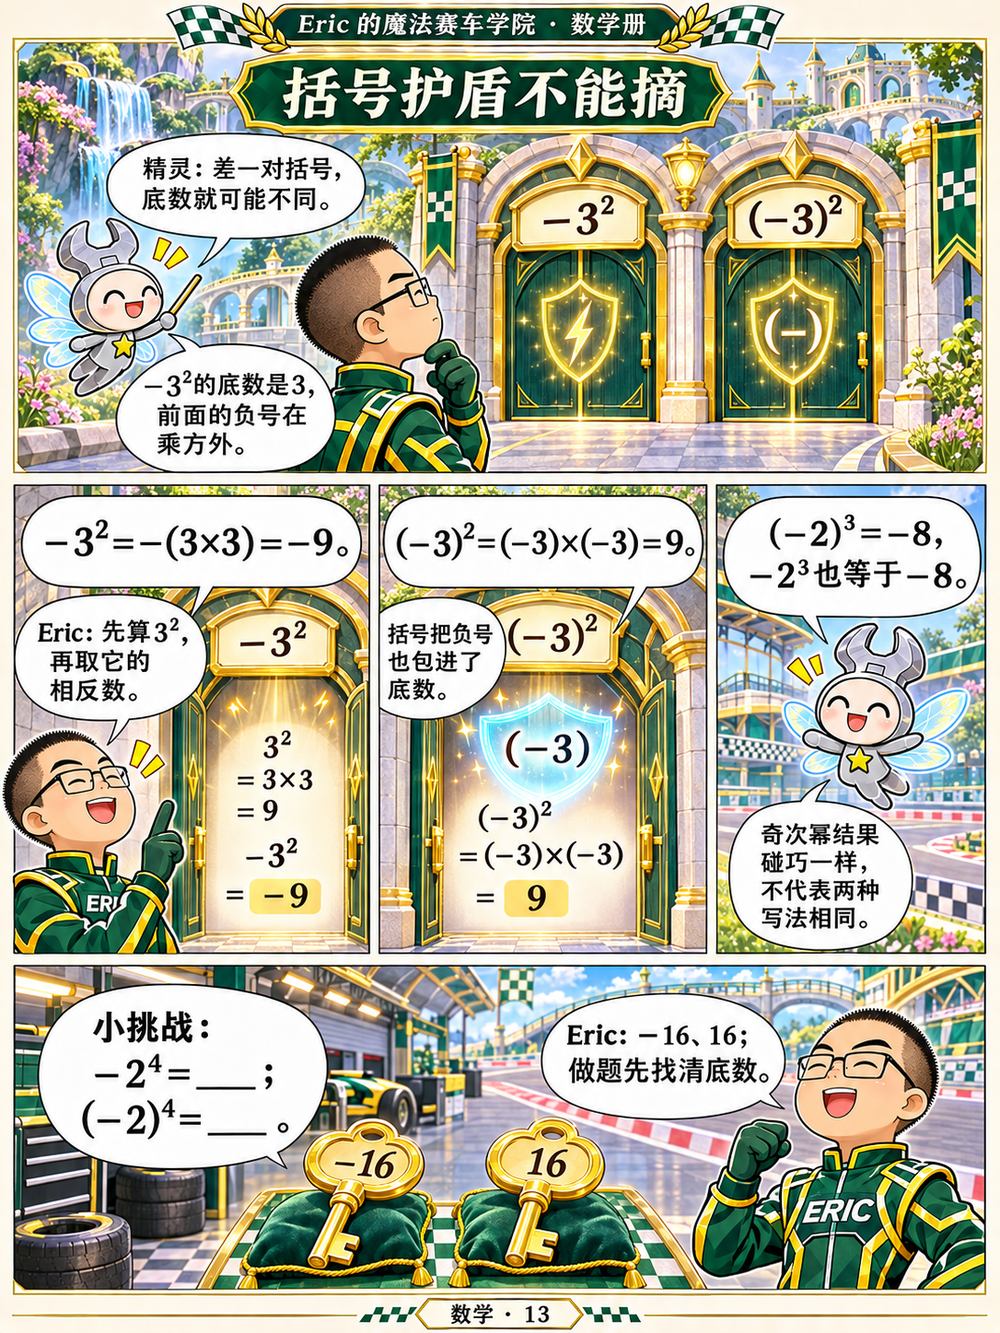 Eric 的魔法赛车学院 · 数学册
括号护盾不能摘
精灵：差一对括号，
底数就可能不同。
−3²
(−3)²
(−)
−3²的底数是3，
前面的负号在
乘方外。
−3²=−(3×3)=−9。
Eric：先算3²，
再取它的
相反数。
−3²
3²
=3×3
=9
−3²
= −9
ERIC
(−3)²=(−3)×(−3)=9。
括号把负号
也包进了
底数。
(−3)²
(−3)
(−3)²
=(−3)×(−3)
= 9
(−2)³=−8，
−2³也等于−8。
奇次幂结果
碰巧一样，
不代表两种
写法相同。
小挑战：
−2⁴=___；
(−2)⁴=___。
Eric：−16、16；
做题先找清底数。
−16
16
ERIC
数学 · 13